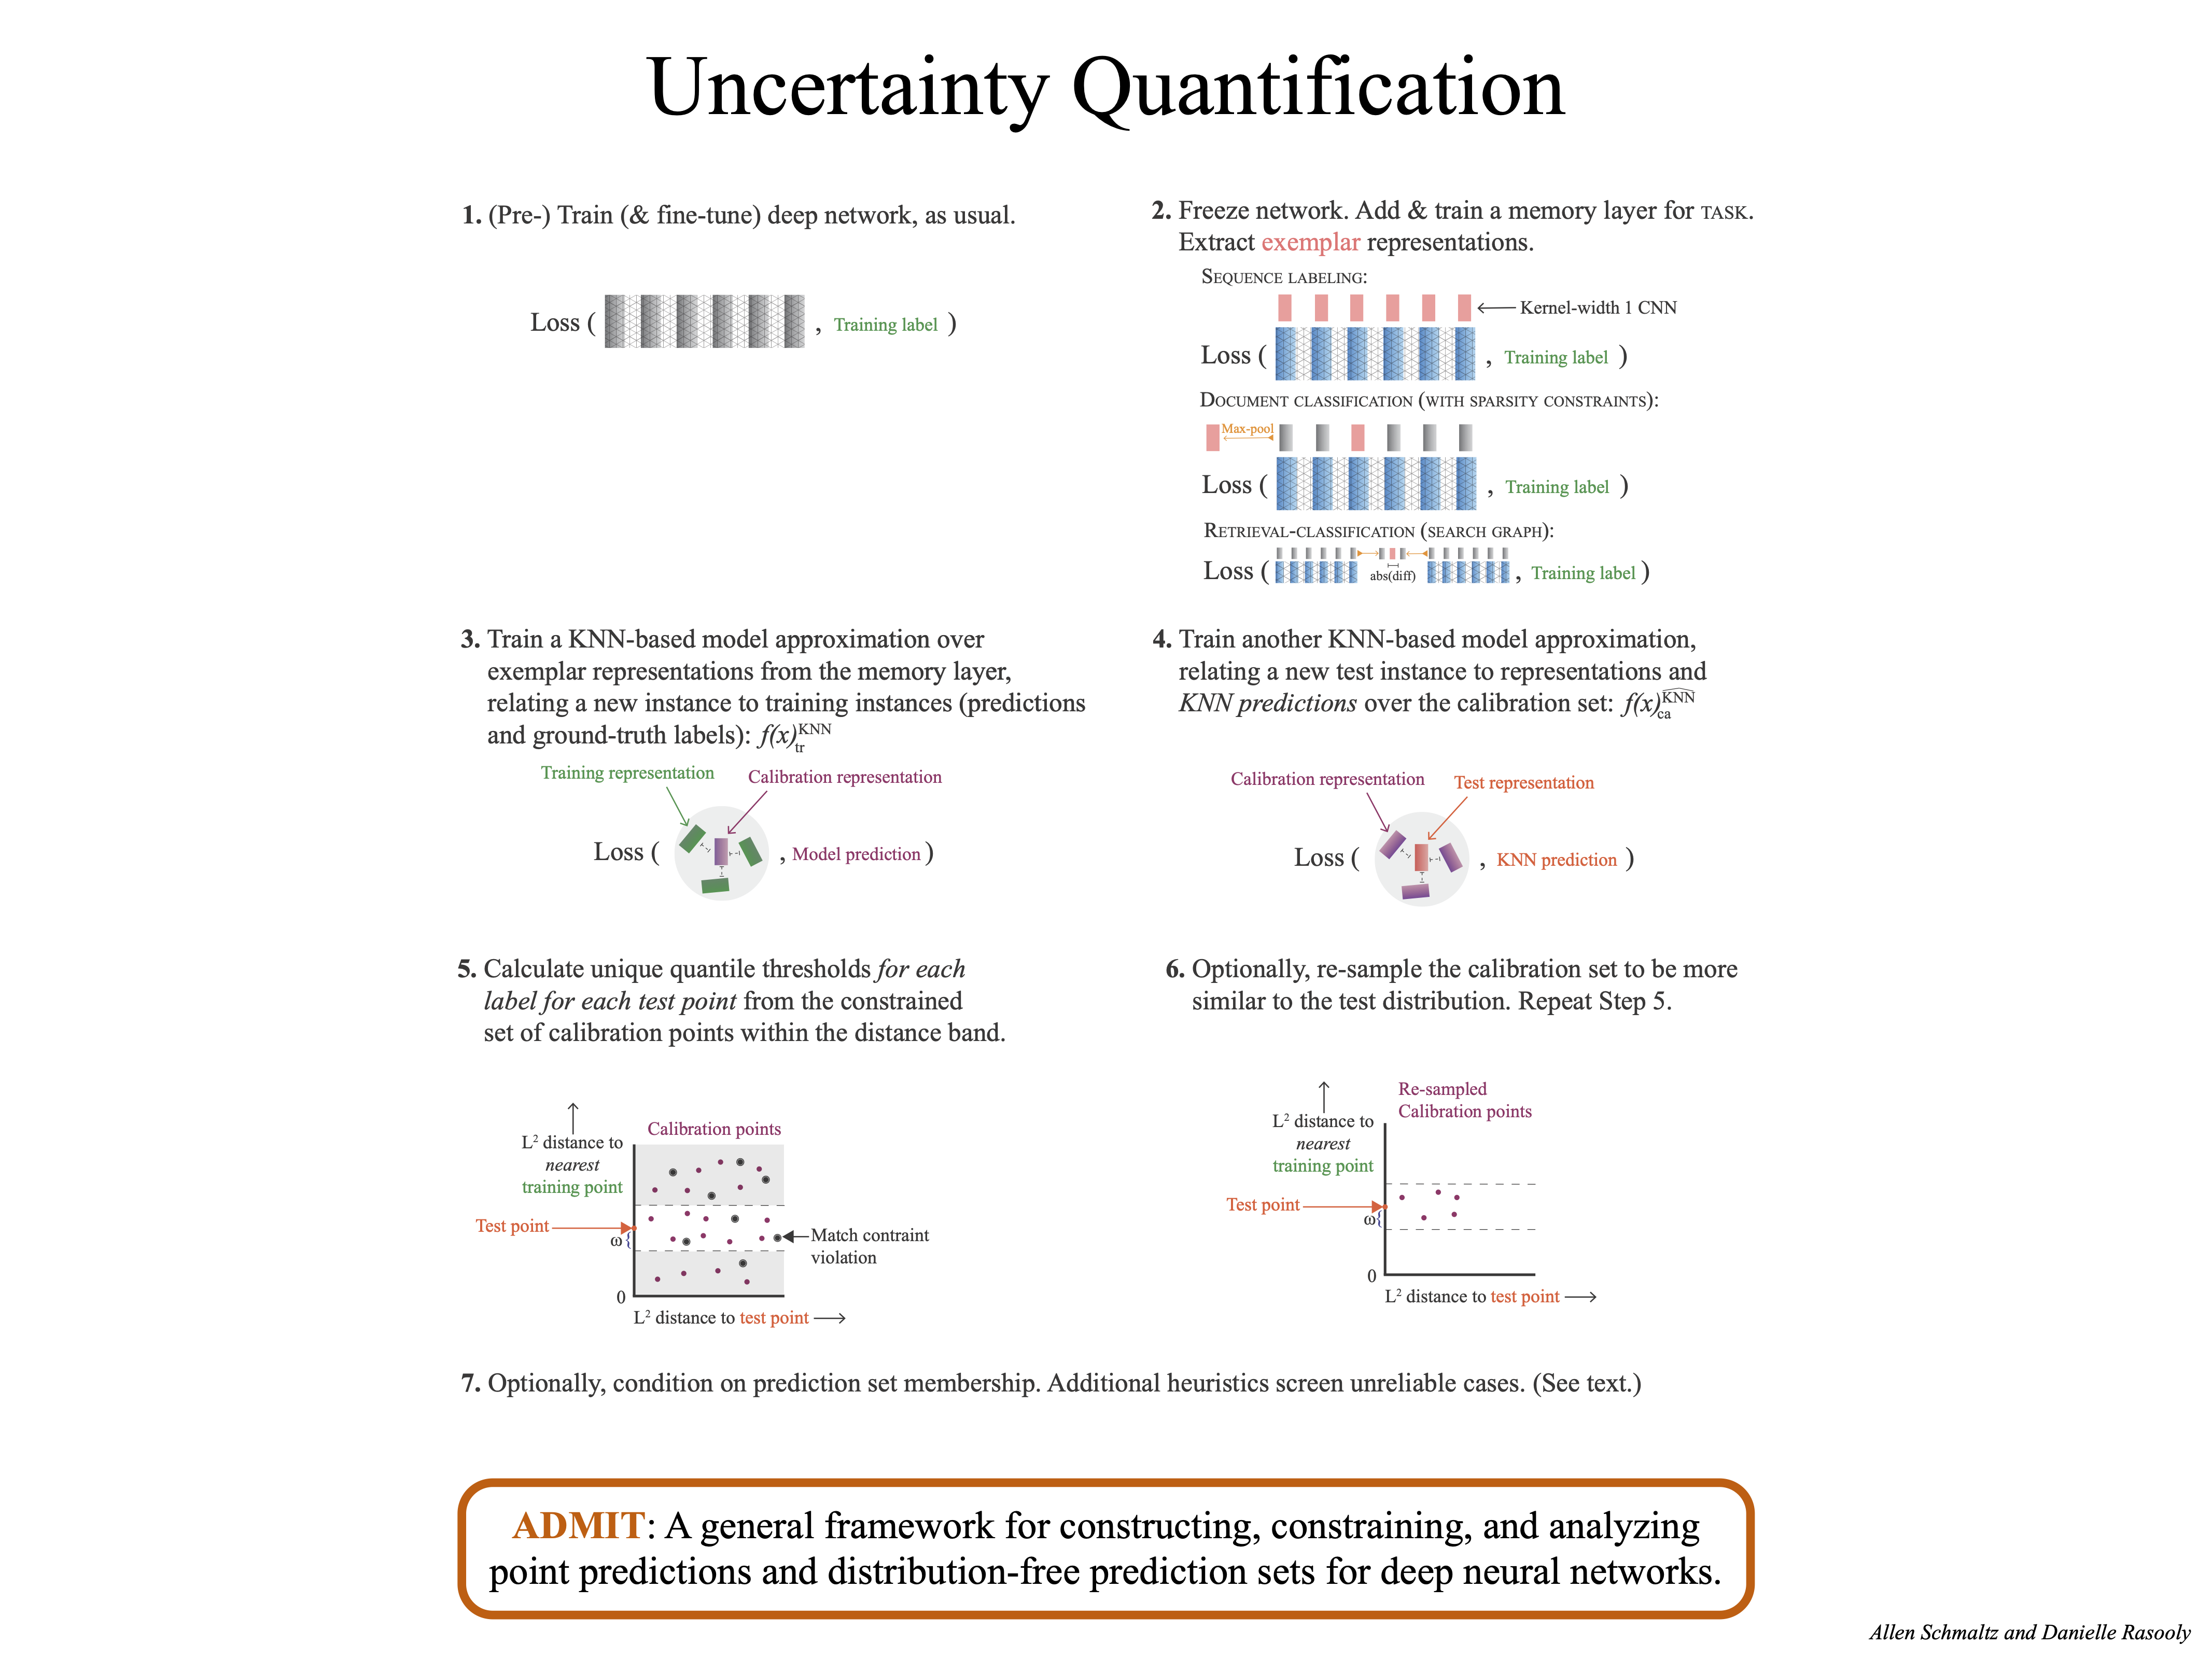 Uncertainty Quantification
1. (Pre-) Train (& fine-tune) deep network, as usual.
Loss ( , Training label )
2. Freeze network. Add & train a memory layer for TASK.
Extract exemplar representations.
SEQUENCE LABELING:
Kernel-width 1 CNN
Loss ( , Training label )
DOCUMENT CLASSIFICATION (WITH SPARSITY CONSTRAINTS):
Max-pool
Loss ( , Training label )
RETRIEVAL-CLASSIFICATION (SEARCH GRAPH):
Loss ( abs(diff) , Training label )
3. Train a KNN-based model approximation over
exemplar representations from the memory layer,
relating a new instance to training instances (predictions
and ground-truth labels): f(x)_tr^KNN
Training representation
Calibration representation
Loss ( , Model prediction )
4. Train another KNN-based model approximation,
relating a new test instance to representations and
KNN predictions over the calibration set: f(x)_ca^\widehat{KNN}
Calibration representation
Test representation
Loss ( , KNN prediction )
5. Calculate unique quantile thresholds for each
label for each test point from the constrained
set of calibration points within the distance band.
Calibration points
L² distance to
nearest
training point
Test point
ω{
Match contraint
violation
0
L² distance to test point
6. Optionally, re-sample the calibration set to be more
similar to the test distribution. Repeat Step 5.
Re-sampled
Calibration points
L² distance to
nearest
training point
Test point
ω{
0
L² distance to test point
7. Optionally, condition on prediction set membership. Additional heuristics screen unreliable cases. (See text.)
ADMIT: A general framework for constructing, constraining, and analyzing
point predictions and distribution-free prediction sets for deep neural networks.
Allen Schmaltz and Danielle Rasooly